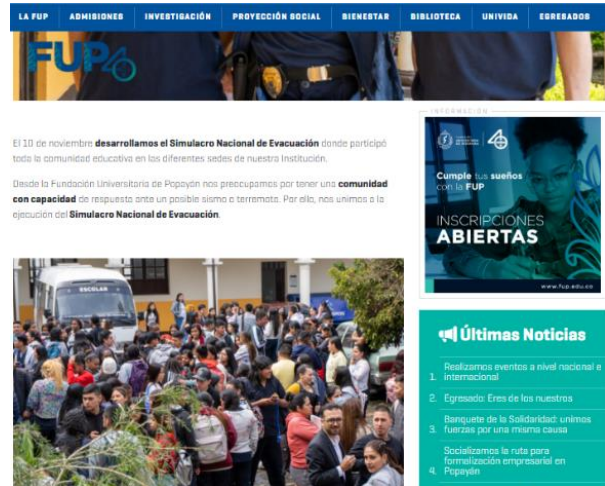 LA FUP ADMISIONES INVESTIGACIÓN PROYECCIÓN SOCIAL BIENESTAR BIBLIOTECA UNIVIDA EGRESADOS
FUP40
El 10 de noviembre desarrollamos el Simulacro Nacional de Evacuación donde participó
toda la comunidad educativa en las diferentes sedes de nuestra Institución.
Desde la Fundación Universitaria de Popayán nos preocupamos por tener una comunidad
con capacidad de respuesta ante un posible sismo o terremoto. Por ello, nos unimos a la
ejecución del Simulacro Nacional de Evacuación.
ESCOLAR
INFORMACIÓN
40
Cumple tus sueños
con la FUP
INSCRIPCIONES
ABIERTAS
www.fup.edu.co
Últimas Noticias
1. Realizamos eventos a nivel nacional e
internacional
2. Egresado: Eres de los nuestros
3. Banquete de la Solidaridad: unimos
fuerzas por una misma causa
4. Socializamos la ruta para
formalización empresarial en
Popayán